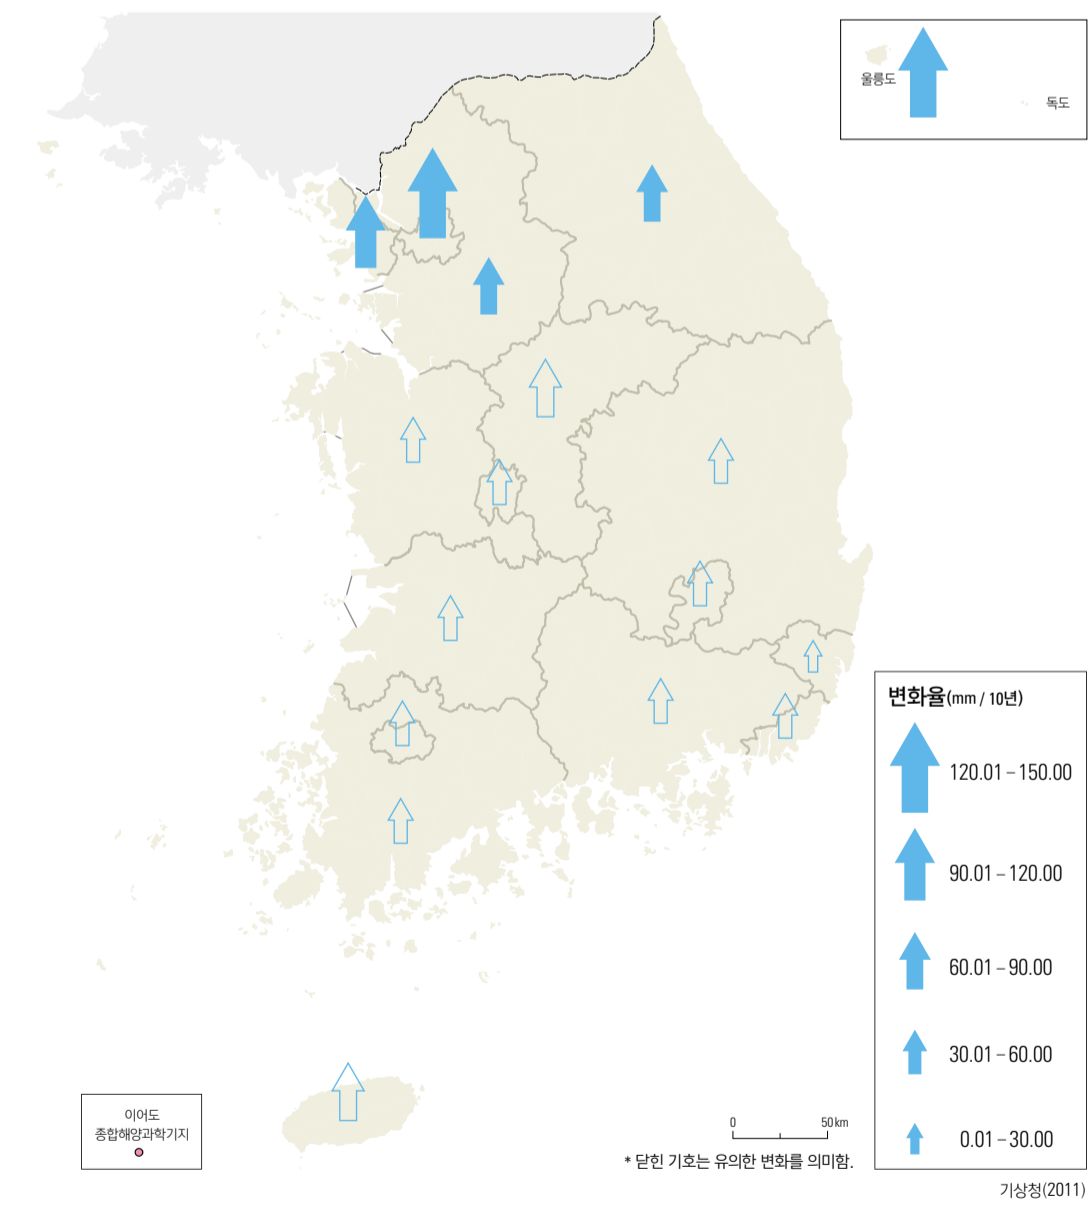 울릉도
독도
변화율(mm / 10년)
120.01 – 150.00
90.01 – 120.00
60.01 – 90.00
30.01 – 60.00
0.01 – 30.00
이어도
종합해양과학기지
0 50 km
* 닫힌 기호는 유의한 변화를 의미함.
기상청(2011)